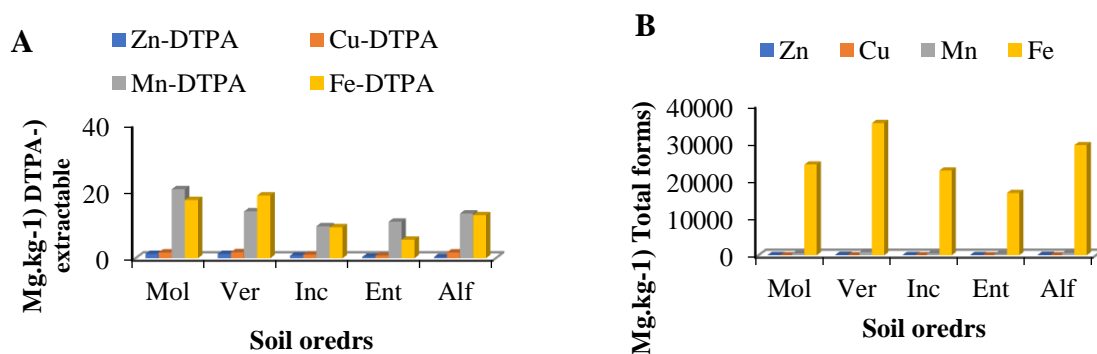 A
Zn-DTPA Cu-DTPA
Mn-DTPA Fe-DTPA
Mg.kg-1) DTPA-)
extractable
40
20
0
Mol Ver Inc Ent Alf
Soil oredrs
B
Zn Cu Mn Fe
Mg.kg-1) Total forms)
40000
30000
20000
10000
0
Mol Ver Inc Ent Alf
Soil oredrs